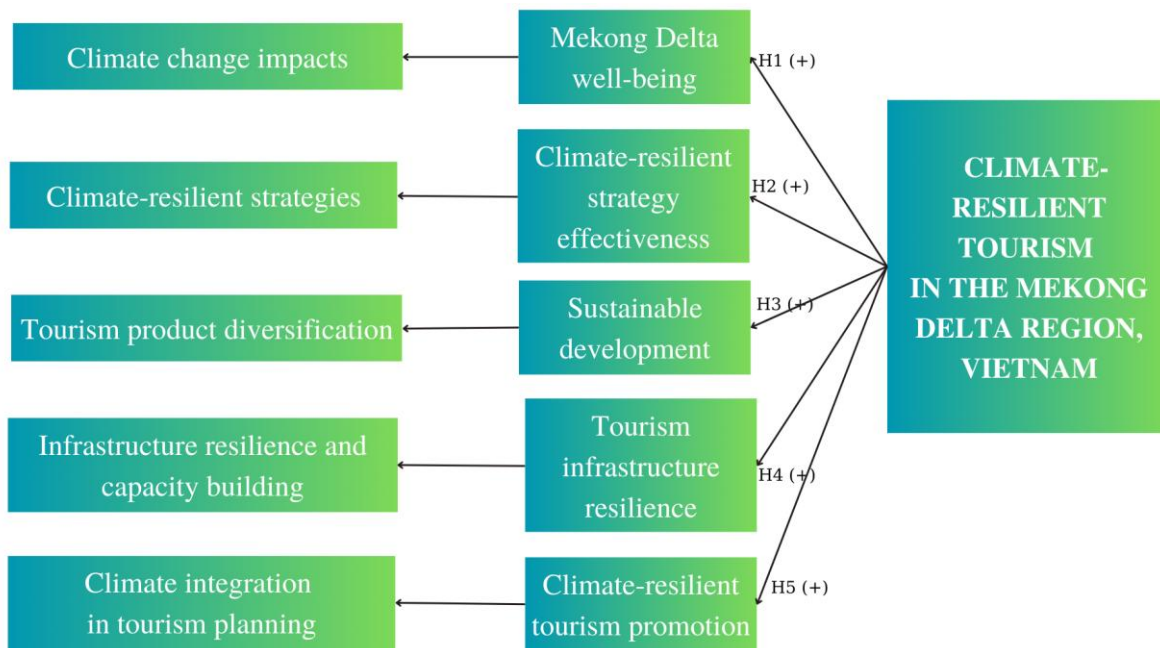 Climate change impacts
Mekong Delta
well-being
H1 (+)
Climate-resilient strategies
Climate-resilient
strategy
effectiveness
H2 (+)
Tourism product diversification
Sustainable
development
H3 (+)
Infrastructure resilience and
capacity building
Tourism
infrastructure
resilience
H4 (+)
Climate integration
in tourism planning
Climate-resilient
tourism promotion
H5 (+)
CLIMATE-
RESILIENT
TOURISM
IN THE MEKONG
DELTA REGION,
VIETNAM